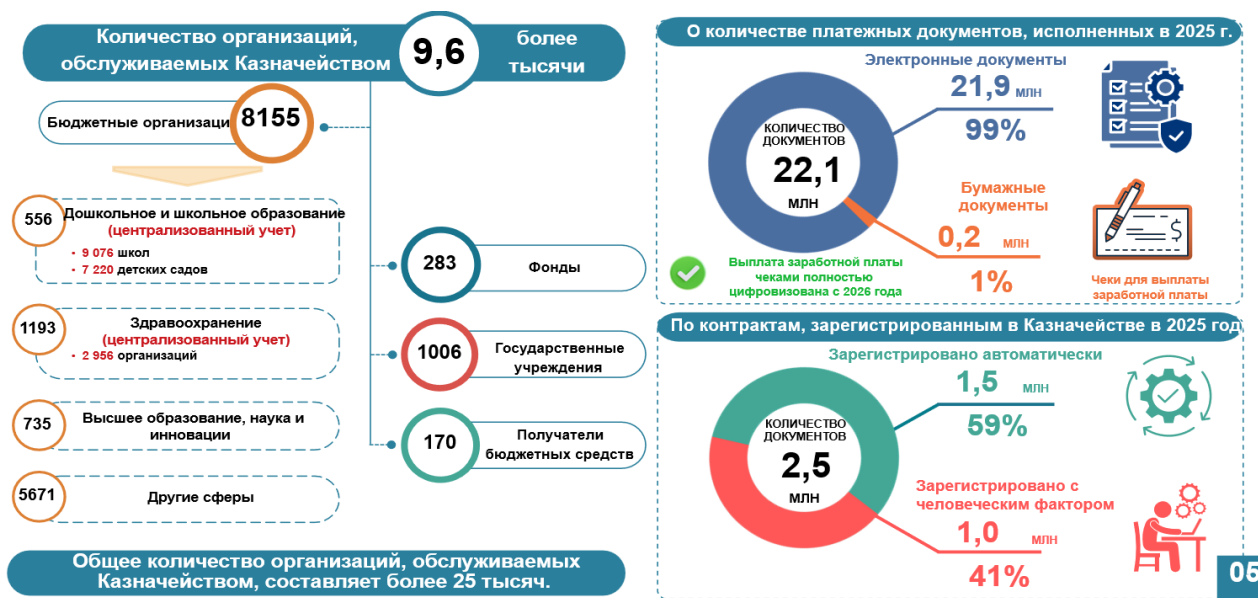 Количество организаций,
обслуживаемых Казначейством
9,6
более
тысячи
Бюджетные организаци
8155
556
Дошкольное и школьное образование
(централизованный учет)
• 9 076 школ
• 7 220 детских садов
1193
Здравоохранение
(централизованный учет)
• 2 956 организаций
735
Высшее образование, наука и
инновации
5671
Другие сферы
283
Фонды
1006
Государственные
учреждения
170
Получатели
бюджетных средств
Общее количество организаций, обслуживаемых
Казначейством, составляет более 25 тысяч.
О количестве платежных документов, исполненных в 2025 г.
КОЛИЧЕСТВО
ДОКУМЕНТОВ
22,1
МЛН
Электронные документы
21,9 МЛН
99%
Бумажные
документы
0,2 МЛН
1%
Выплата заработной платы
чеками полностью
цифровизована с 2026 года
$
Чеки для выплаты
заработной платы
По контрактам, зарегистрированным в Казначействе в 2025 год
КОЛИЧЕСТВО
ДОКУМЕНТОВ
2,5
МЛН
Зарегистрировано автоматически
1,5 МЛН
59%
Зарегистрировано с
человеческим фактором
1,0 МЛН
41%
05